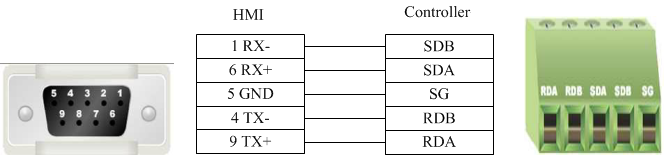 HMI
Controller
1 RX-
SDB
6 RX+
SDA
5 GND
SG
4 TX-
RDB
9 TX+
RDA
5 4 3 2 1
9 8 7 6
RDA RDB SDA SDB SG